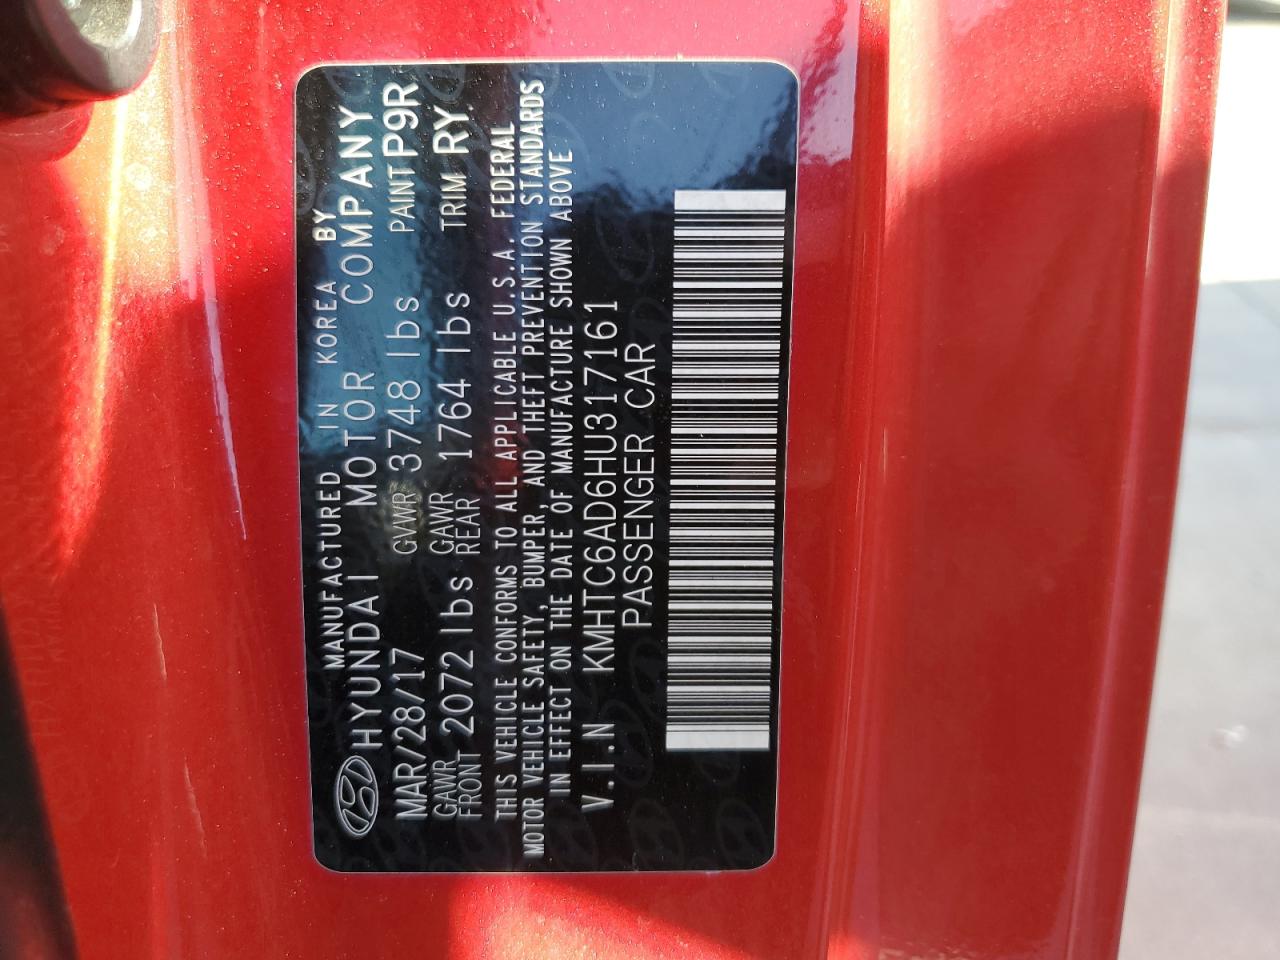 MANUFACTURED IN KOREA BY
HYUNDAI MOTOR COMPANY
MAR/28/17 GVWR 3748 lbs PAINT P9R
GAWR FRONT 2072 lbs GAWR REAR 1764 lbs TRIM RY
THIS VEHICLE CONFORMS TO ALL APPLICABLE U.S.A. FEDERAL
MOTOR VEHICLE SAFETY, BUMPER, AND THEFT PREVENTION STANDARDS
IN EFFECT ON THE DATE OF MANUFACTURE SHOWN ABOVE
V.I.N KMHTC6AD6HU317161
PASSENGER CAR